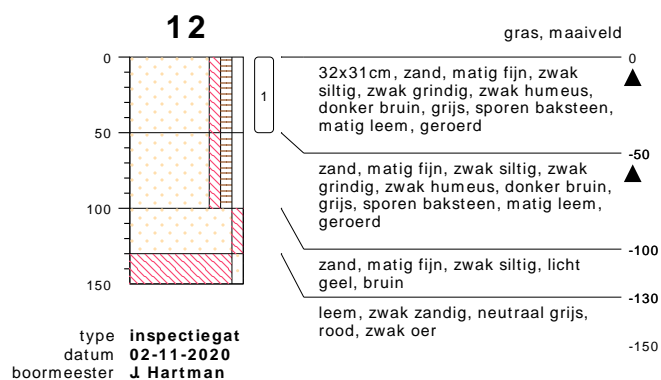 12
gras, maaiveld
0
50
100
150
1
0
32x31cm, zand, matig fijn, zwak
siltig, zwak grindig, zwak humeus,
donker bruin, grijs, sporen baksteen,
matig leem, geroerd
-50
zand, matig fijn, zwak siltig, zwak
grindig, zwak humeus, donker bruin,
grijs, sporen baksteen, matig leem,
geroerd
-100
zand, matig fijn, zwak siltig, licht
geel, bruin
-130
leem, zwak zandig, neutraal grijs,
rood, zwak oer
-150
type inspectiegat
datum 02-11-2020
boormeester J. Hartman